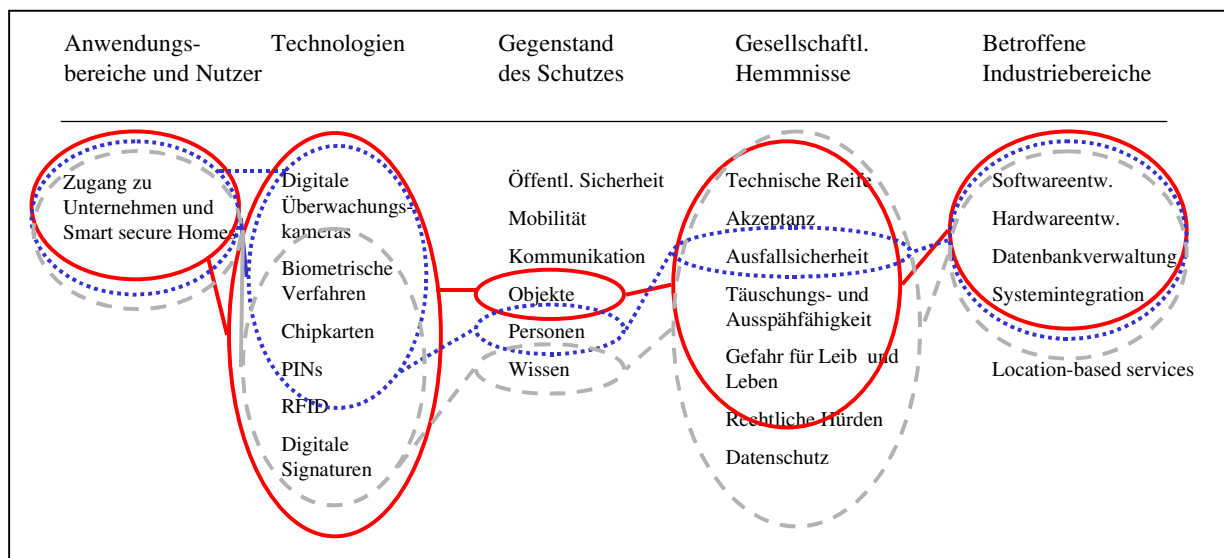 Anwendungs-
bereiche und Nutzer
Technologien
Gegenstand
des Schutzes
Gesellschaftl.
Hemmnisse
Betroffene
Industriebereiche
Zugang zu
Unternehmen und
Smart secure Home
Digitale
Überwachungs-
kameras
Biometrische
Verfahren
Chipkarten
PINs
RFID
Digitale
Signaturen
Öffentl. Sicherheit
Mobilität
Kommunikation
Objekte
Personen
Wissen
Technische Reife
Akzeptanz
Ausfallsicherheit
Täuschungs- und
Ausspähfähigkeit
Gefahr für Leib und
Leben
Rechtliche Hürden
Datenschutz
Softwareentw.
Hardwareentw.
Datenbankverwaltung
Systemintegration
Location-based services